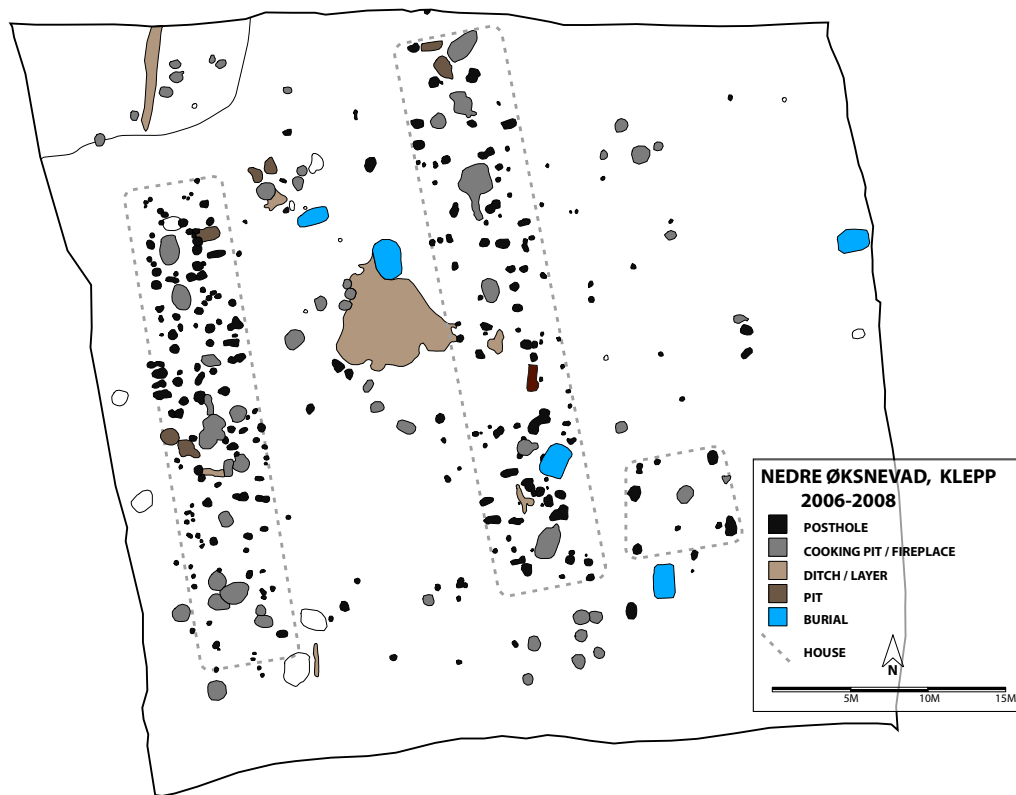 NEDRE ØKSNEVAD, KLEPP
2006-2008
POSTHOLE
COOKING PIT / FIREPLACE
DITCH / LAYER
PIT
BURIAL
HOUSE
N
5M 10M 15M